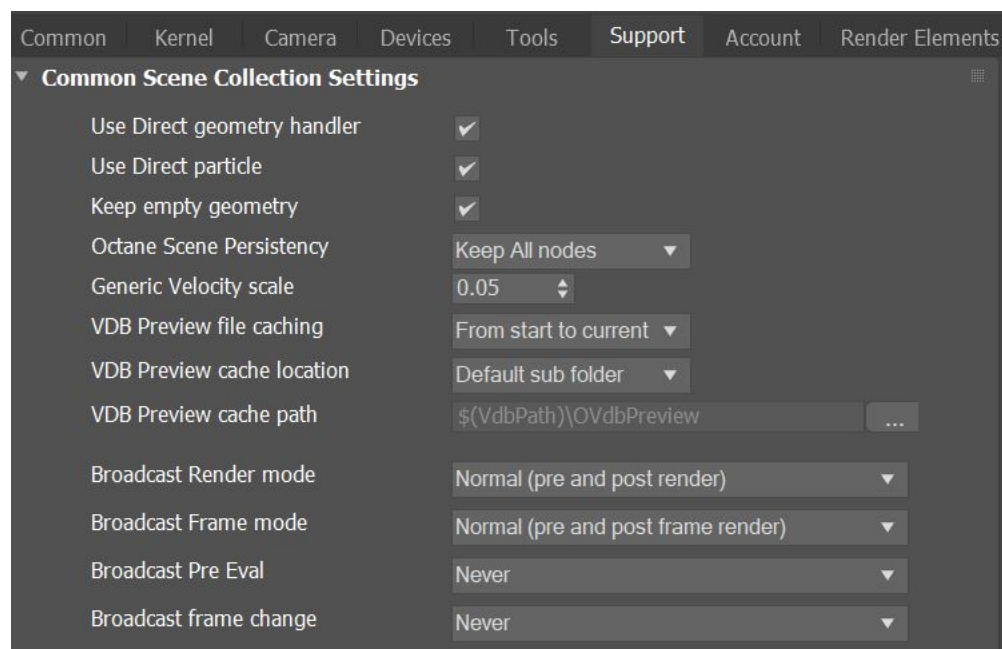 Common Kernel Camera Devices Tools Support Account Render Elements
Common Scene Collection Settings
Use Direct geometry handler
Use Direct particle
Keep empty geometry
Octane Scene Persistency Keep All nodes
Generic Velocity scale 0.05
VDB Preview file caching From start to current
VDB Preview cache location Default sub folder
VDB Preview cache path $(VdbPath)\OVdbPreview ...
Broadcast Render mode Normal (pre and post render)
Broadcast Frame mode Normal (pre and post frame render)
Broadcast Pre Eval Never
Broadcast frame change Never